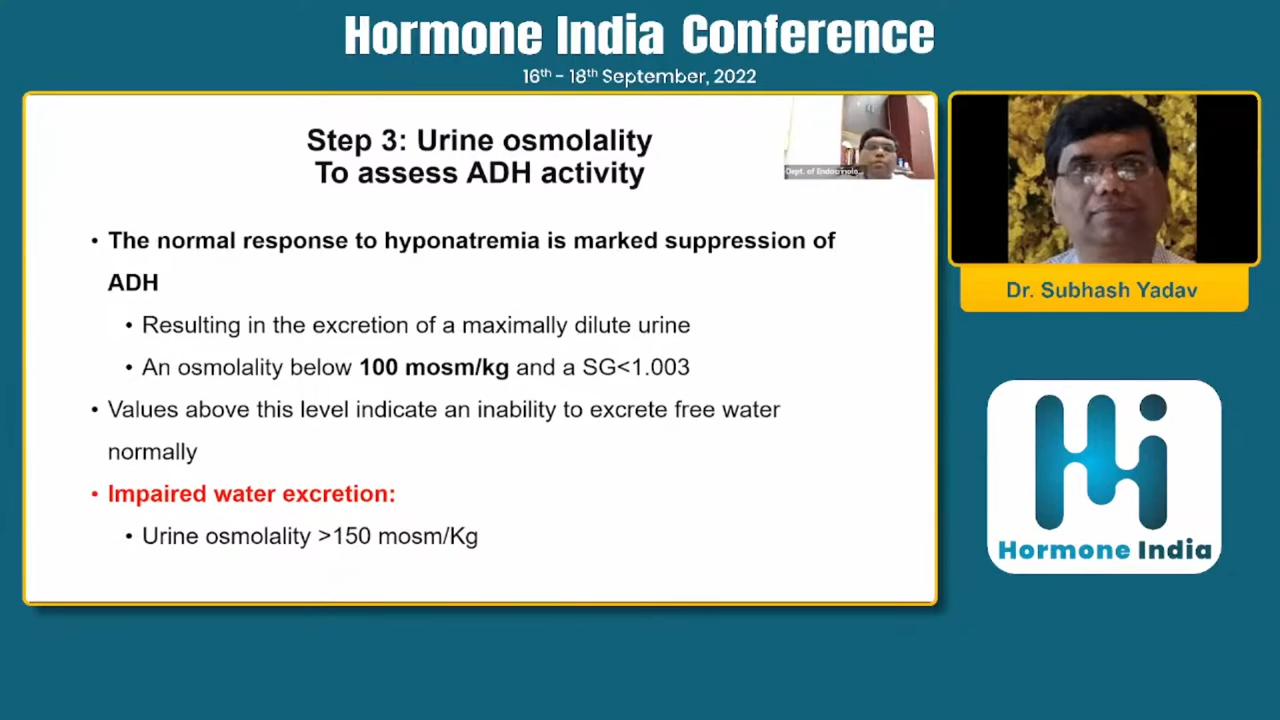 Hormone India Conference
16th - 18th September, 2022
Step 3: Urine osmolality
To assess ADH activity
Dept. of Endocrinolo...
• The normal response to hyponatremia is marked suppression of
ADH
• Resulting in the excretion of a maximally dilute urine
• An osmolality below 100 mosm/kg and a SG<1.003
• Values above this level indicate an inability to excrete free water
normally
• Impaired water excretion:
• Urine osmolality >150 mosm/Kg
Dr. Subhash Yadav
Hormone India